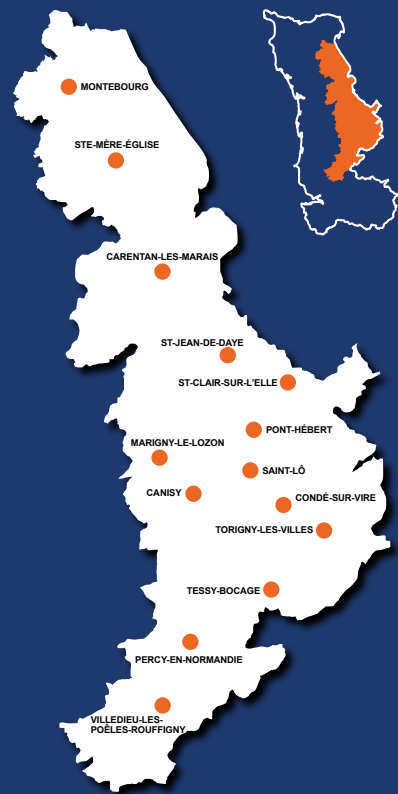 MONTEBOURG
STE-MÈRE-ÉGLISE
CARENTAN-LES-MARAIS
ST-JEAN-DE-DAYE
ST-CLAIR-SUR-L'ELLE
PONT-HÉBERT
MARIGNY-LE-LOZON
SAINT-LÔ
CANISY
CONDÉ-SUR-VIRE
TORIGNY-LES-VILLES
TESSY-BOCAGE
PERCY-EN-NORMANDIE
VILLEDIEU-LES-
POÊLES-ROUFFIGNY